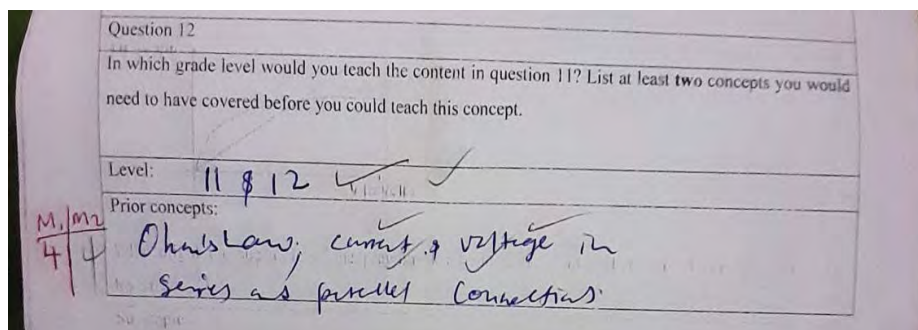 Question 12
In which grade level would you teach the content in question 11? List at least two concepts you would
need to have covered before you could teach this concept.
Level: 11 & 12
Prior concepts:
M1 M2
4 4
Ohm's Law, current & voltage in
series and parallel connections.